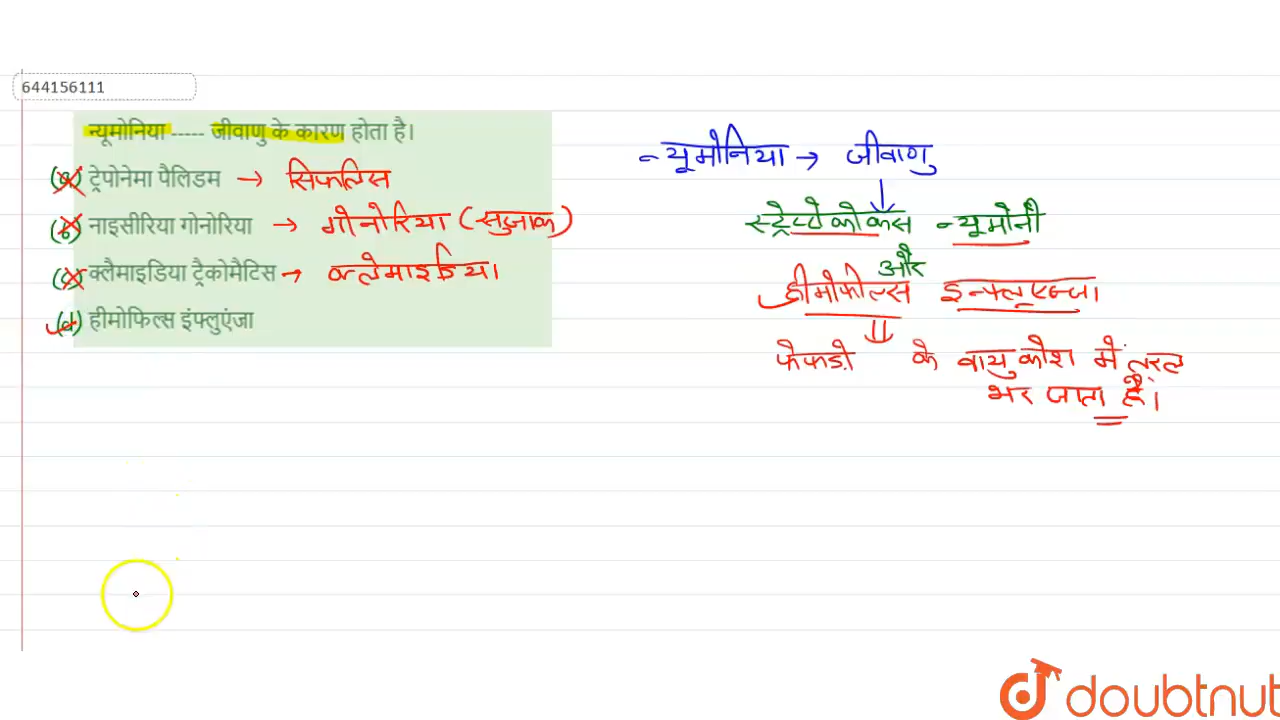 644156111
न्यूमोनिया ----- जीवाणु के कारण होता है।
(a) ट्रेपोनेमा पैलिडम → सिफलिस
(b) नाइसीरिया गोनोरिया → गोनोरिया (सुजाक)
(c) क्लैमाइडिया ट्रैकोमैटिस → क्लेमाइडिया।
(d) हीमोफिल्स इंफ्लुएंजा
न्यूमोनिया → जीवाणु
↓
स्ट्रेप्टोकोकस न्यूमोनी
और
हीमोफील्स इन्फ्लूएन्जा।
⇓
फेफड़ो के वायु कोश में तरल
भर जाता है।
doubtnut